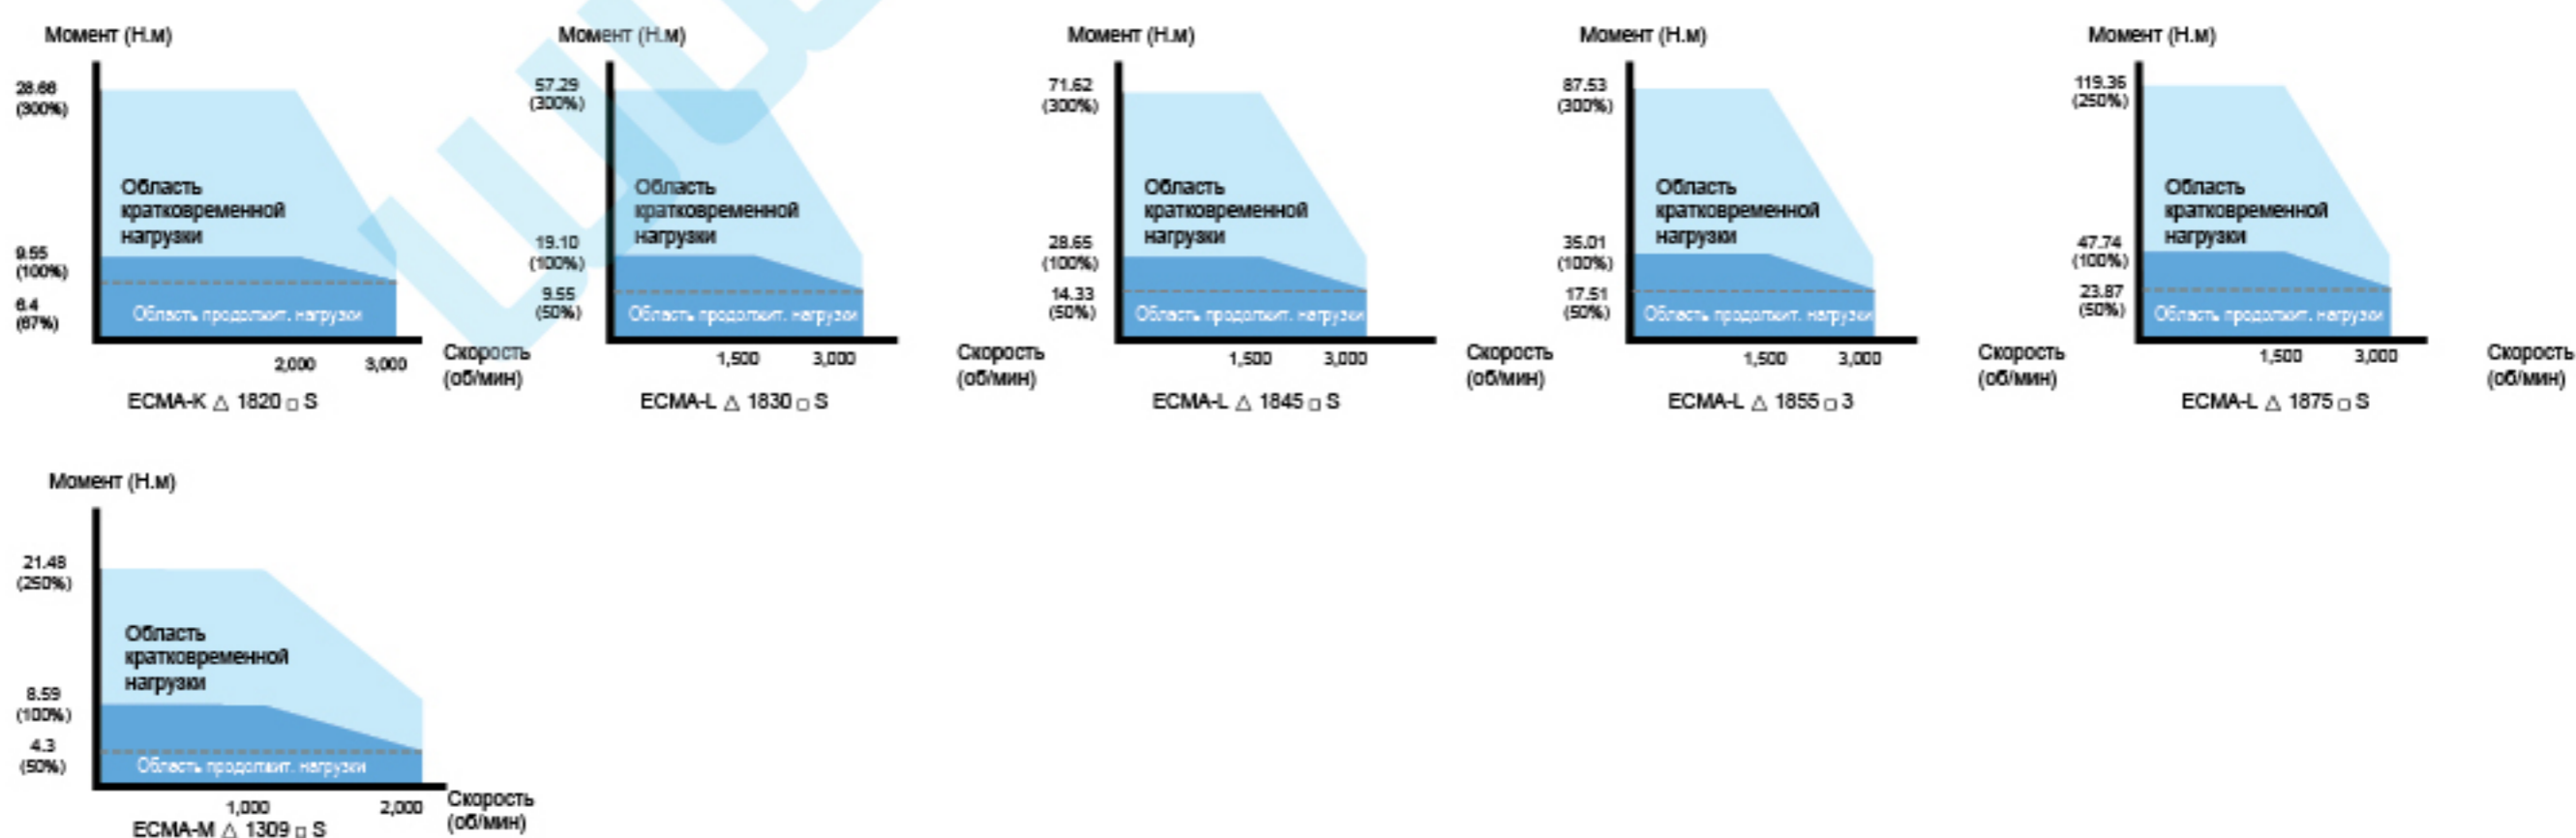 Момент (Н.м)
28.66
(300%)
Область
кратковременной
нагрузки
9.55
(100%)
6.4
(67%)
Область продолжит. нагрузки
2,000
3,000
Скорость
(об/мин)
ECMA-K △ 1820 □ S
Момент (Н.м)
57.29
(300%)
Область
кратковременной
нагрузки
19.10
(100%)
9.55
(50%)
Область продолжит. нагрузки
1,500
3,000
Скорость
(об/мин)
ECMA-L △ 1830 □ S
Момент (Н.м)
71.62
(300%)
Область
кратковременной
нагрузки
28.65
(100%)
14.33
(50%)
Область продолжит. нагрузки
1,500
3,000
Скорость
(об/мин)
ECMA-L △ 1845 □ S
Момент (Н.м)
87.53
(300%)
Область
кратковременной
нагрузки
35.01
(100%)
17.51
(50%)
Область продолжит. нагрузки
1,500
3,000
Скорость
(об/мин)
ECMA-L △ 1855 □ 3
Момент (Н.м)
119.36
(250%)
Область
кратковременной
нагрузки
47.74
(100%)
23.87
(50%)
Область продолжит. нагрузки
1,500
3,000
Скорость
(об/мин)
ECMA-L △ 1875 □ S
Момент (Н.м)
21.48
(250%)
Область
кратковременной
нагрузки
8.59
(100%)
4.3
(50%)
Область продолжит. нагрузки
1,000
2,000
Скорость
(об/мин)
ECMA-M △ 1309 □ S